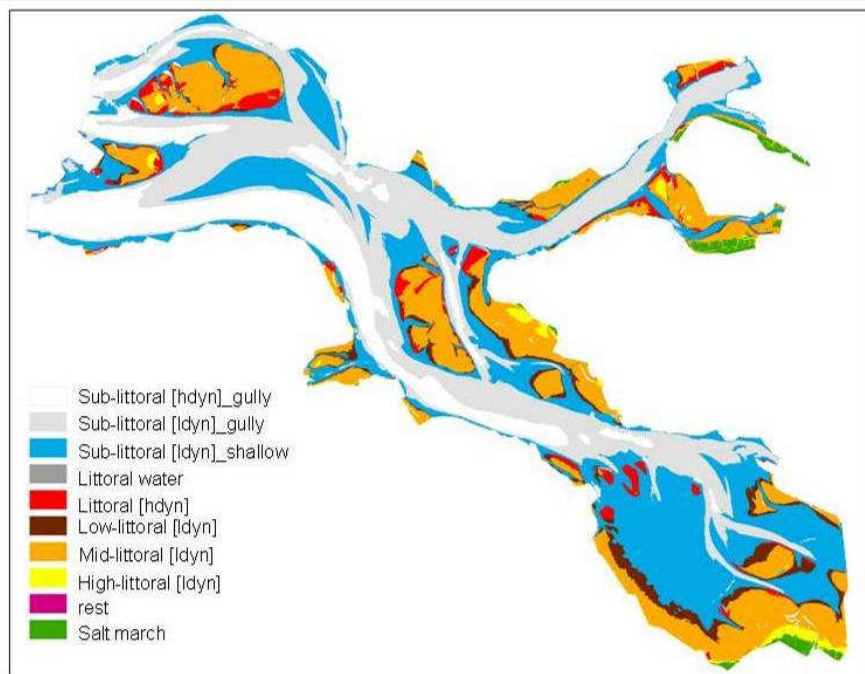 Sub-littoral [hdyn]_gully
Sub-littoral [ldyn]_gully
Sub-littoral [ldyn]_shallow
Littoral water
Littoral [hdyn]
Low-littoral [ldyn]
Mid-littoral [ldyn]
High-littoral [ldyn]
rest
Salt march